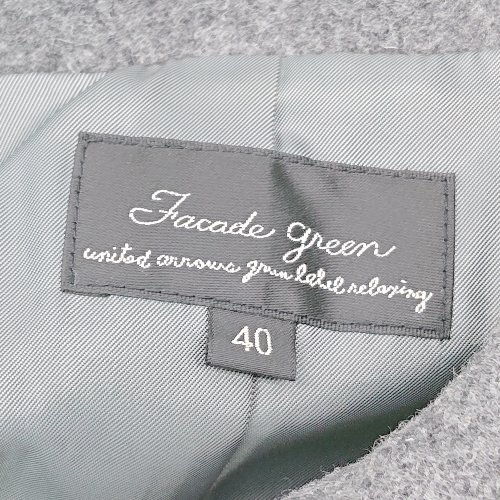 Facade green
united arrows green label relaxing
40